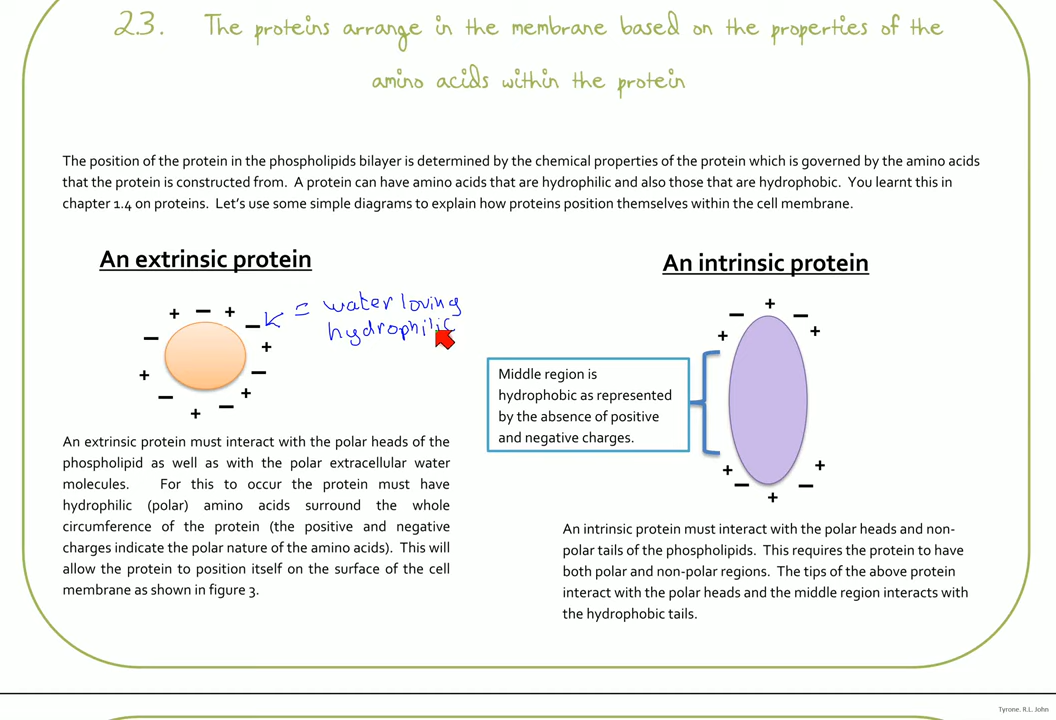 2.3. The proteins arrange in the membrane based on the properties of the
amino acids within the protein
The position of the protein in the phospholipids bilayer is determined by the chemical properties of the protein which is governed by the amino acids
that the protein is constructed from. A protein can have amino acids that are hydrophilic and also those that are hydrophobic. You learnt this in
chapter 1.4 on proteins. Let's use some simple diagrams to explain how proteins position themselves within the cell membrane.
An extrinsic protein
= water loving
hydrophilic
An extrinsic protein must interact with the polar heads of the
phospholipid as well as with the polar extracellular water
molecules. For this to occur the protein must have
hydrophilic (polar) amino acids surround the whole
circumference of the protein (the positive and negative
charges indicate the polar nature of the amino acids). This will
allow the protein to position itself on the surface of the cell
membrane as shown in figure 3.
An intrinsic protein
Middle region is
hydrophobic as represented
by the absence of positive
and negative charges.
An intrinsic protein must interact with the polar heads and non-
polar tails of the phospholipids. This requires the protein to have
both polar and non-polar regions. The tips of the above protein
interact with the polar heads and the middle region interacts with
the hydrophobic tails.
Tyrone. R.L. John